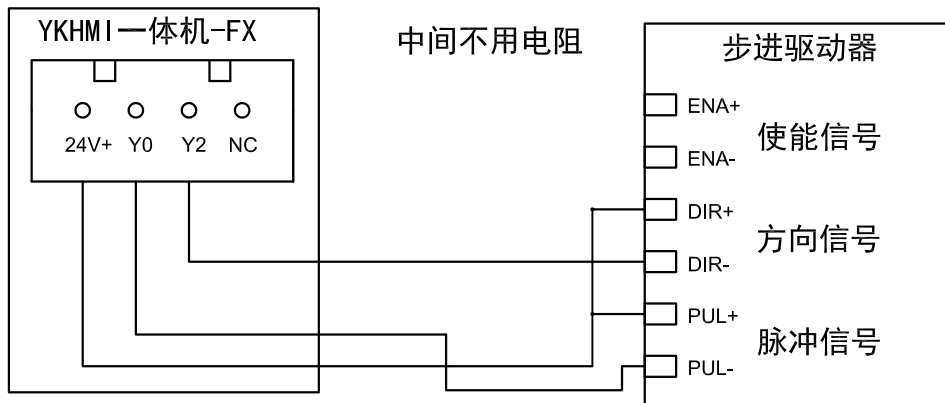 YKHMI一体机-FX
中间不用电阻
步进驱动器
24V+ Y0 Y2 NC
ENA+
使能信号
ENA-
DIR+
方向信号
DIR-
PUL+
脉冲信号
PUL-